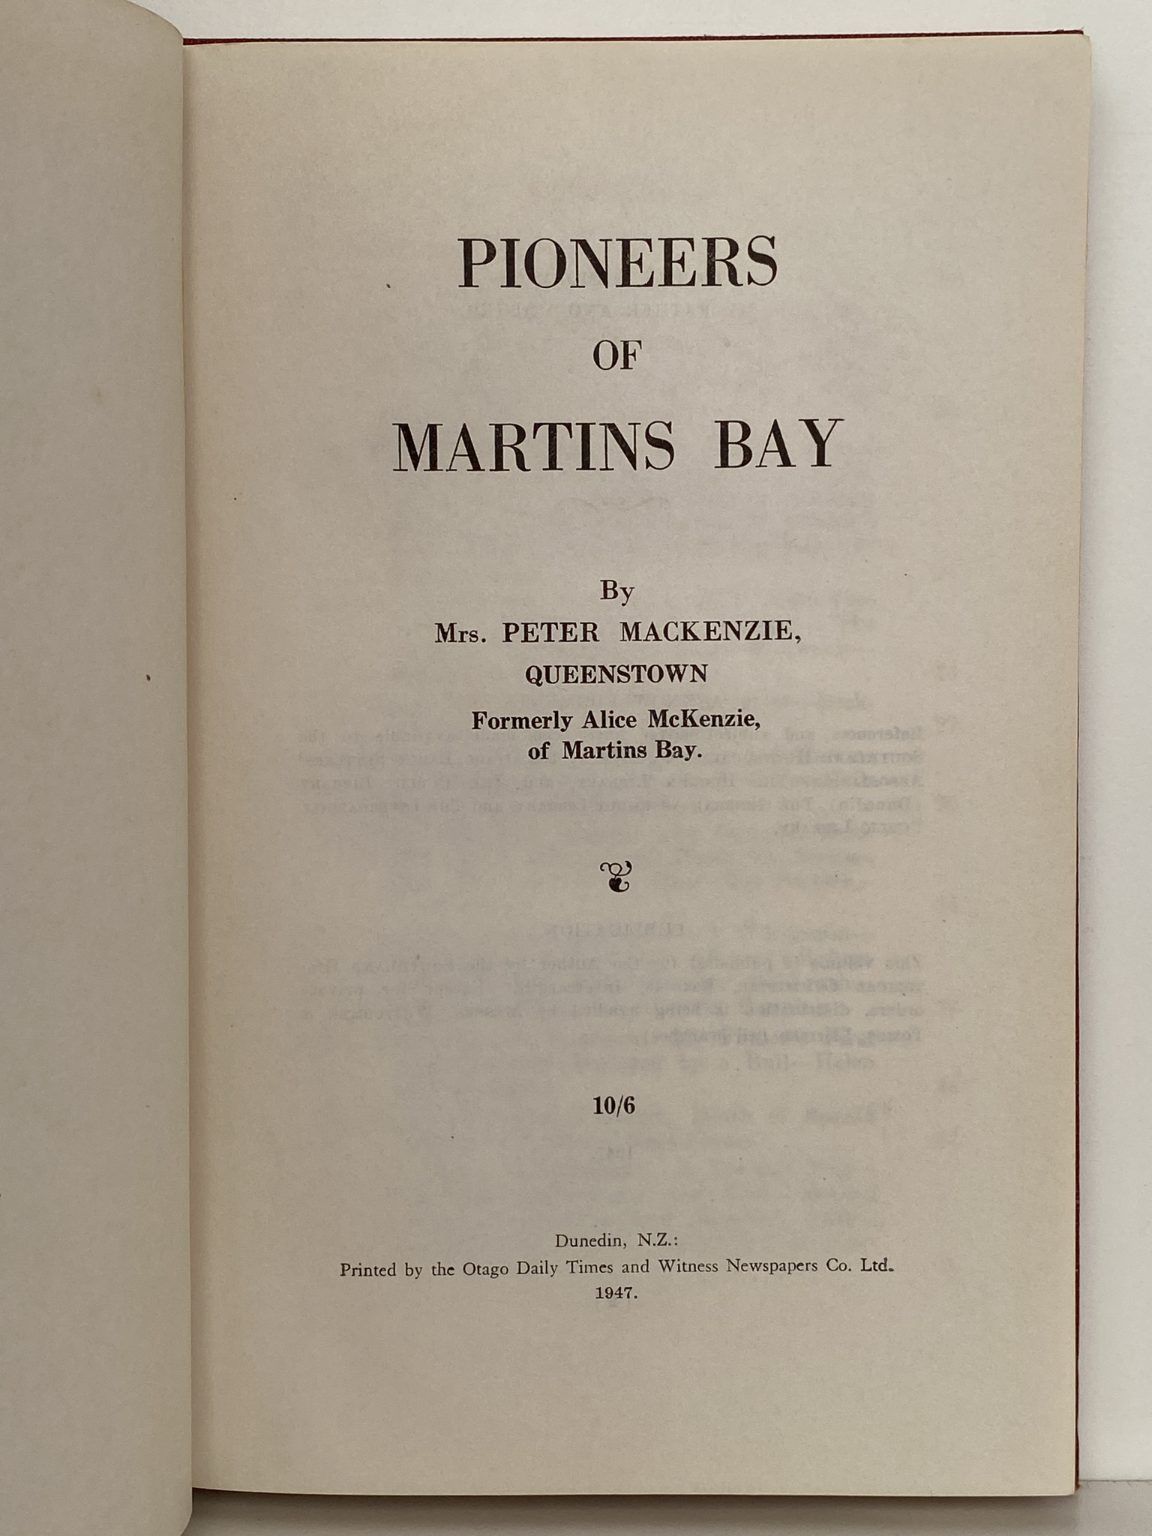 PIONEERS
OF
MARTINS BAY
By
Mrs. PETER MACKENZIE,
QUEENSTOWN
Formerly Alice McKenzie,
of Martins Bay.
10/6
Dunedin, N.Z.:
Printed by the Otago Daily Times and Witness Newspapers Co. Ltd.
1947.